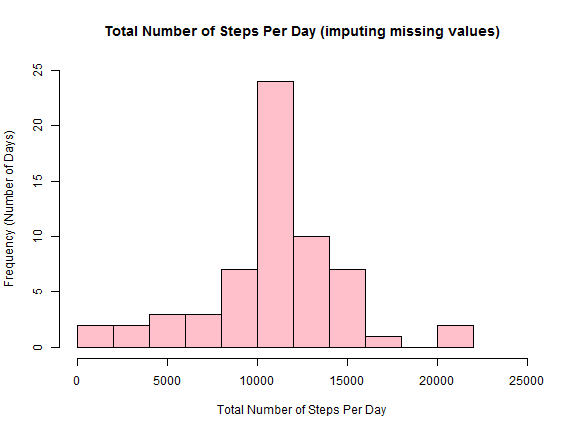 Total Number of Steps Per Day (imputing missing values)
Frequency (Number of Days)
25
20
15
10
5
0
0 5000 10000 15000 20000 25000
Total Number of Steps Per Day